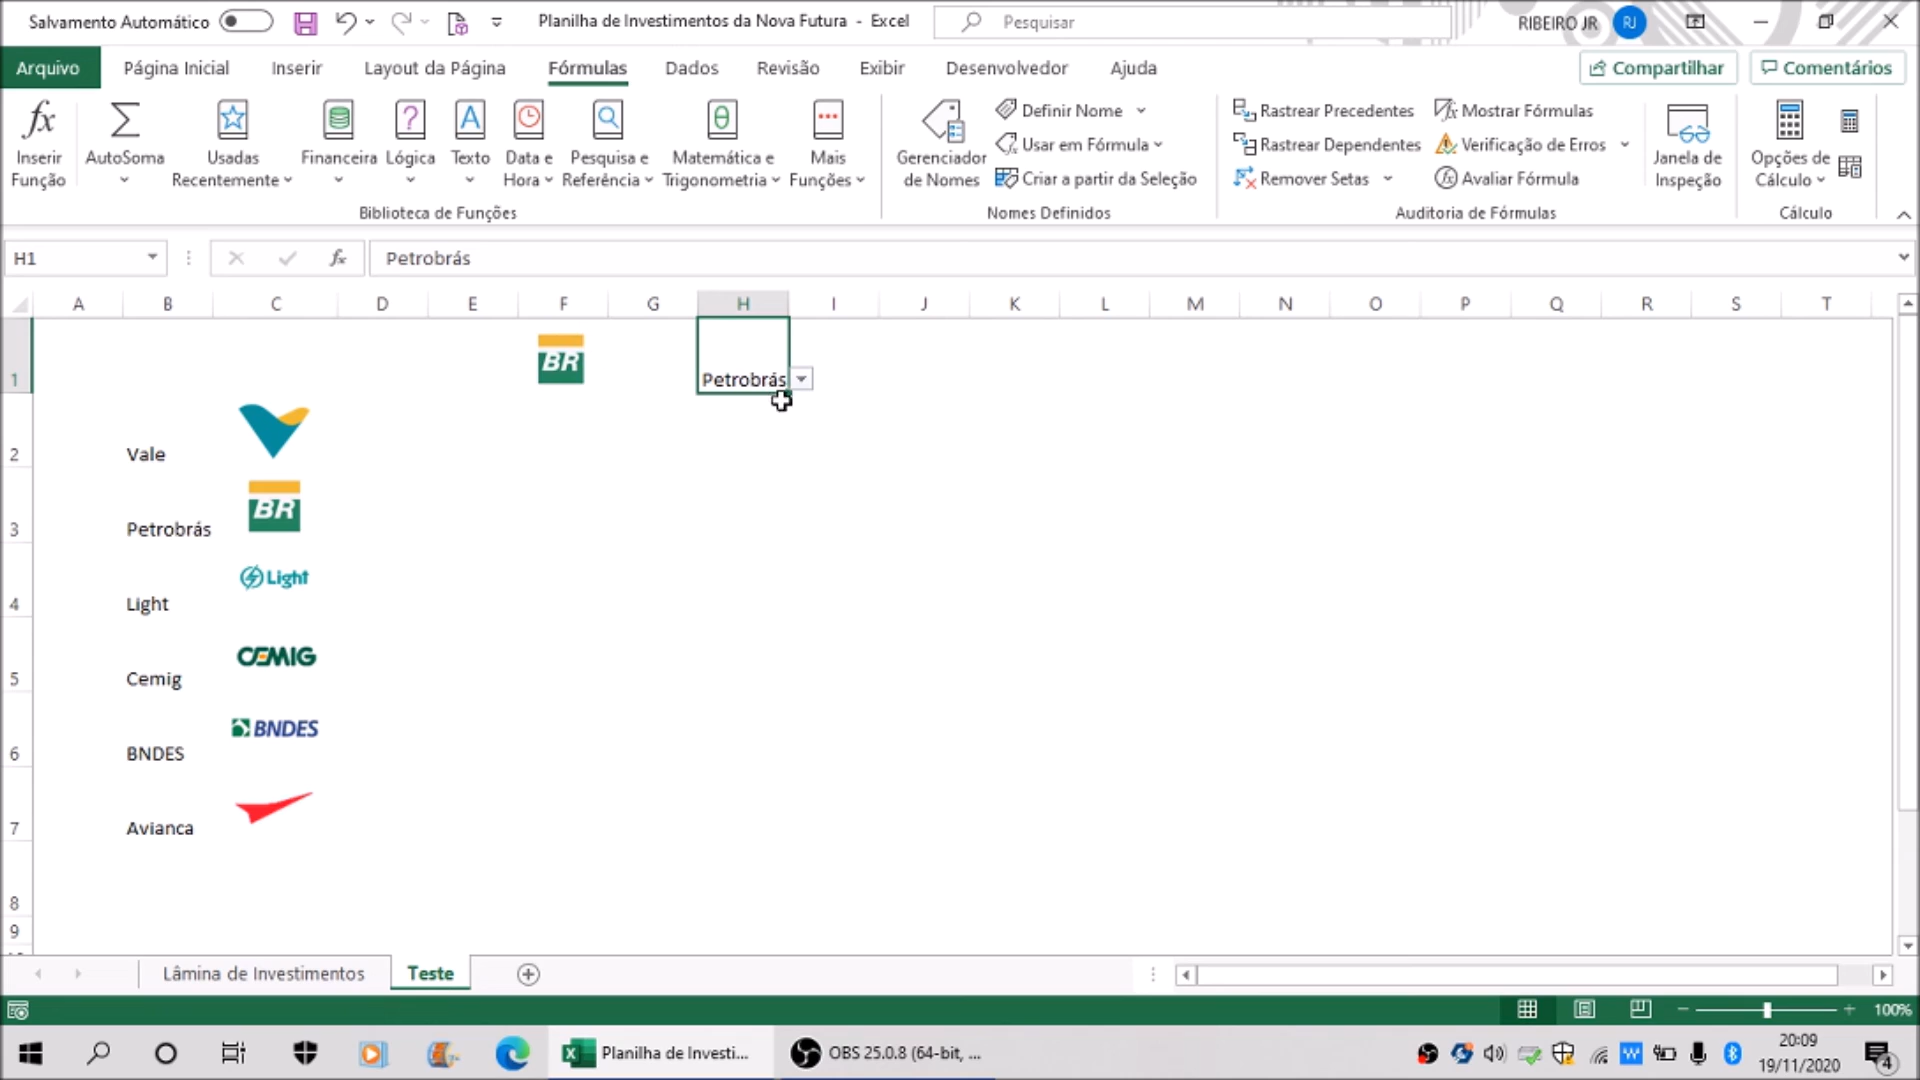 Salvamento Automático
Planilha de Investimentos da Nova Futura - Excel
Pesquisar
RIBEIRO JR
RJ
Arquivo
Página Inicial
Inserir
Layout da Página
Fórmulas
Dados
Revisão
Exibir
Desenvolvedor
Ajuda
Compartilhar
Comentários
Inserir
Função
AutoSoma
Usadas
Recentemente
Financeira
Lógica
Texto
Data e
Hora
Pesquisa e
Referência
Matemática e
Trigonometria
Mais
Funções
Biblioteca de Funções
Gerenciador
de Nomes
Definir Nome
Usar em Fórmula
Criar a partir da Seleção
Nomes Definidos
Rastrear Precedentes
Rastrear Dependentes
Remover Setas
Mostrar Fórmulas
Verificação de Erros
Avaliar Fórmula
Auditoria de Fórmulas
Janela de
Inspeção
Opções de
Cálculo
Cálculo
H1
fx
Petrobrás
A B C D E F G H I J K L M N O P Q R S T
1
BR
Petrobrás
2
Vale
3
Petrobrás
BR
4
Light
Light
5
Cemig
CEMIG
6
BNDES
BNDES
7
Avianca
8
9
Lâmina de Investimentos
Teste
100%
Planilha de Investi...
OBS 25.0.8 (64-bit, ...
20:09
19/11/2020
4